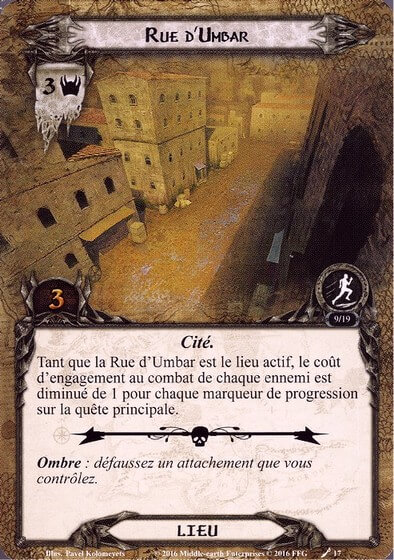 Rue d'Umbar
3
3
9/19
Cité.
Tant que la Rue d'Umbar est le lieu actif, le coût
d'engagement au combat de chaque ennemi est
diminué de 1 pour chaque marqueur de progression
sur la quête principale.
Ombre : défaussez un attachement que vous
contrôlez.
LIEU
Illus. Pavel Kolomeyets
© 2016 Middle-earth Enterprises © 2016 FFG
17